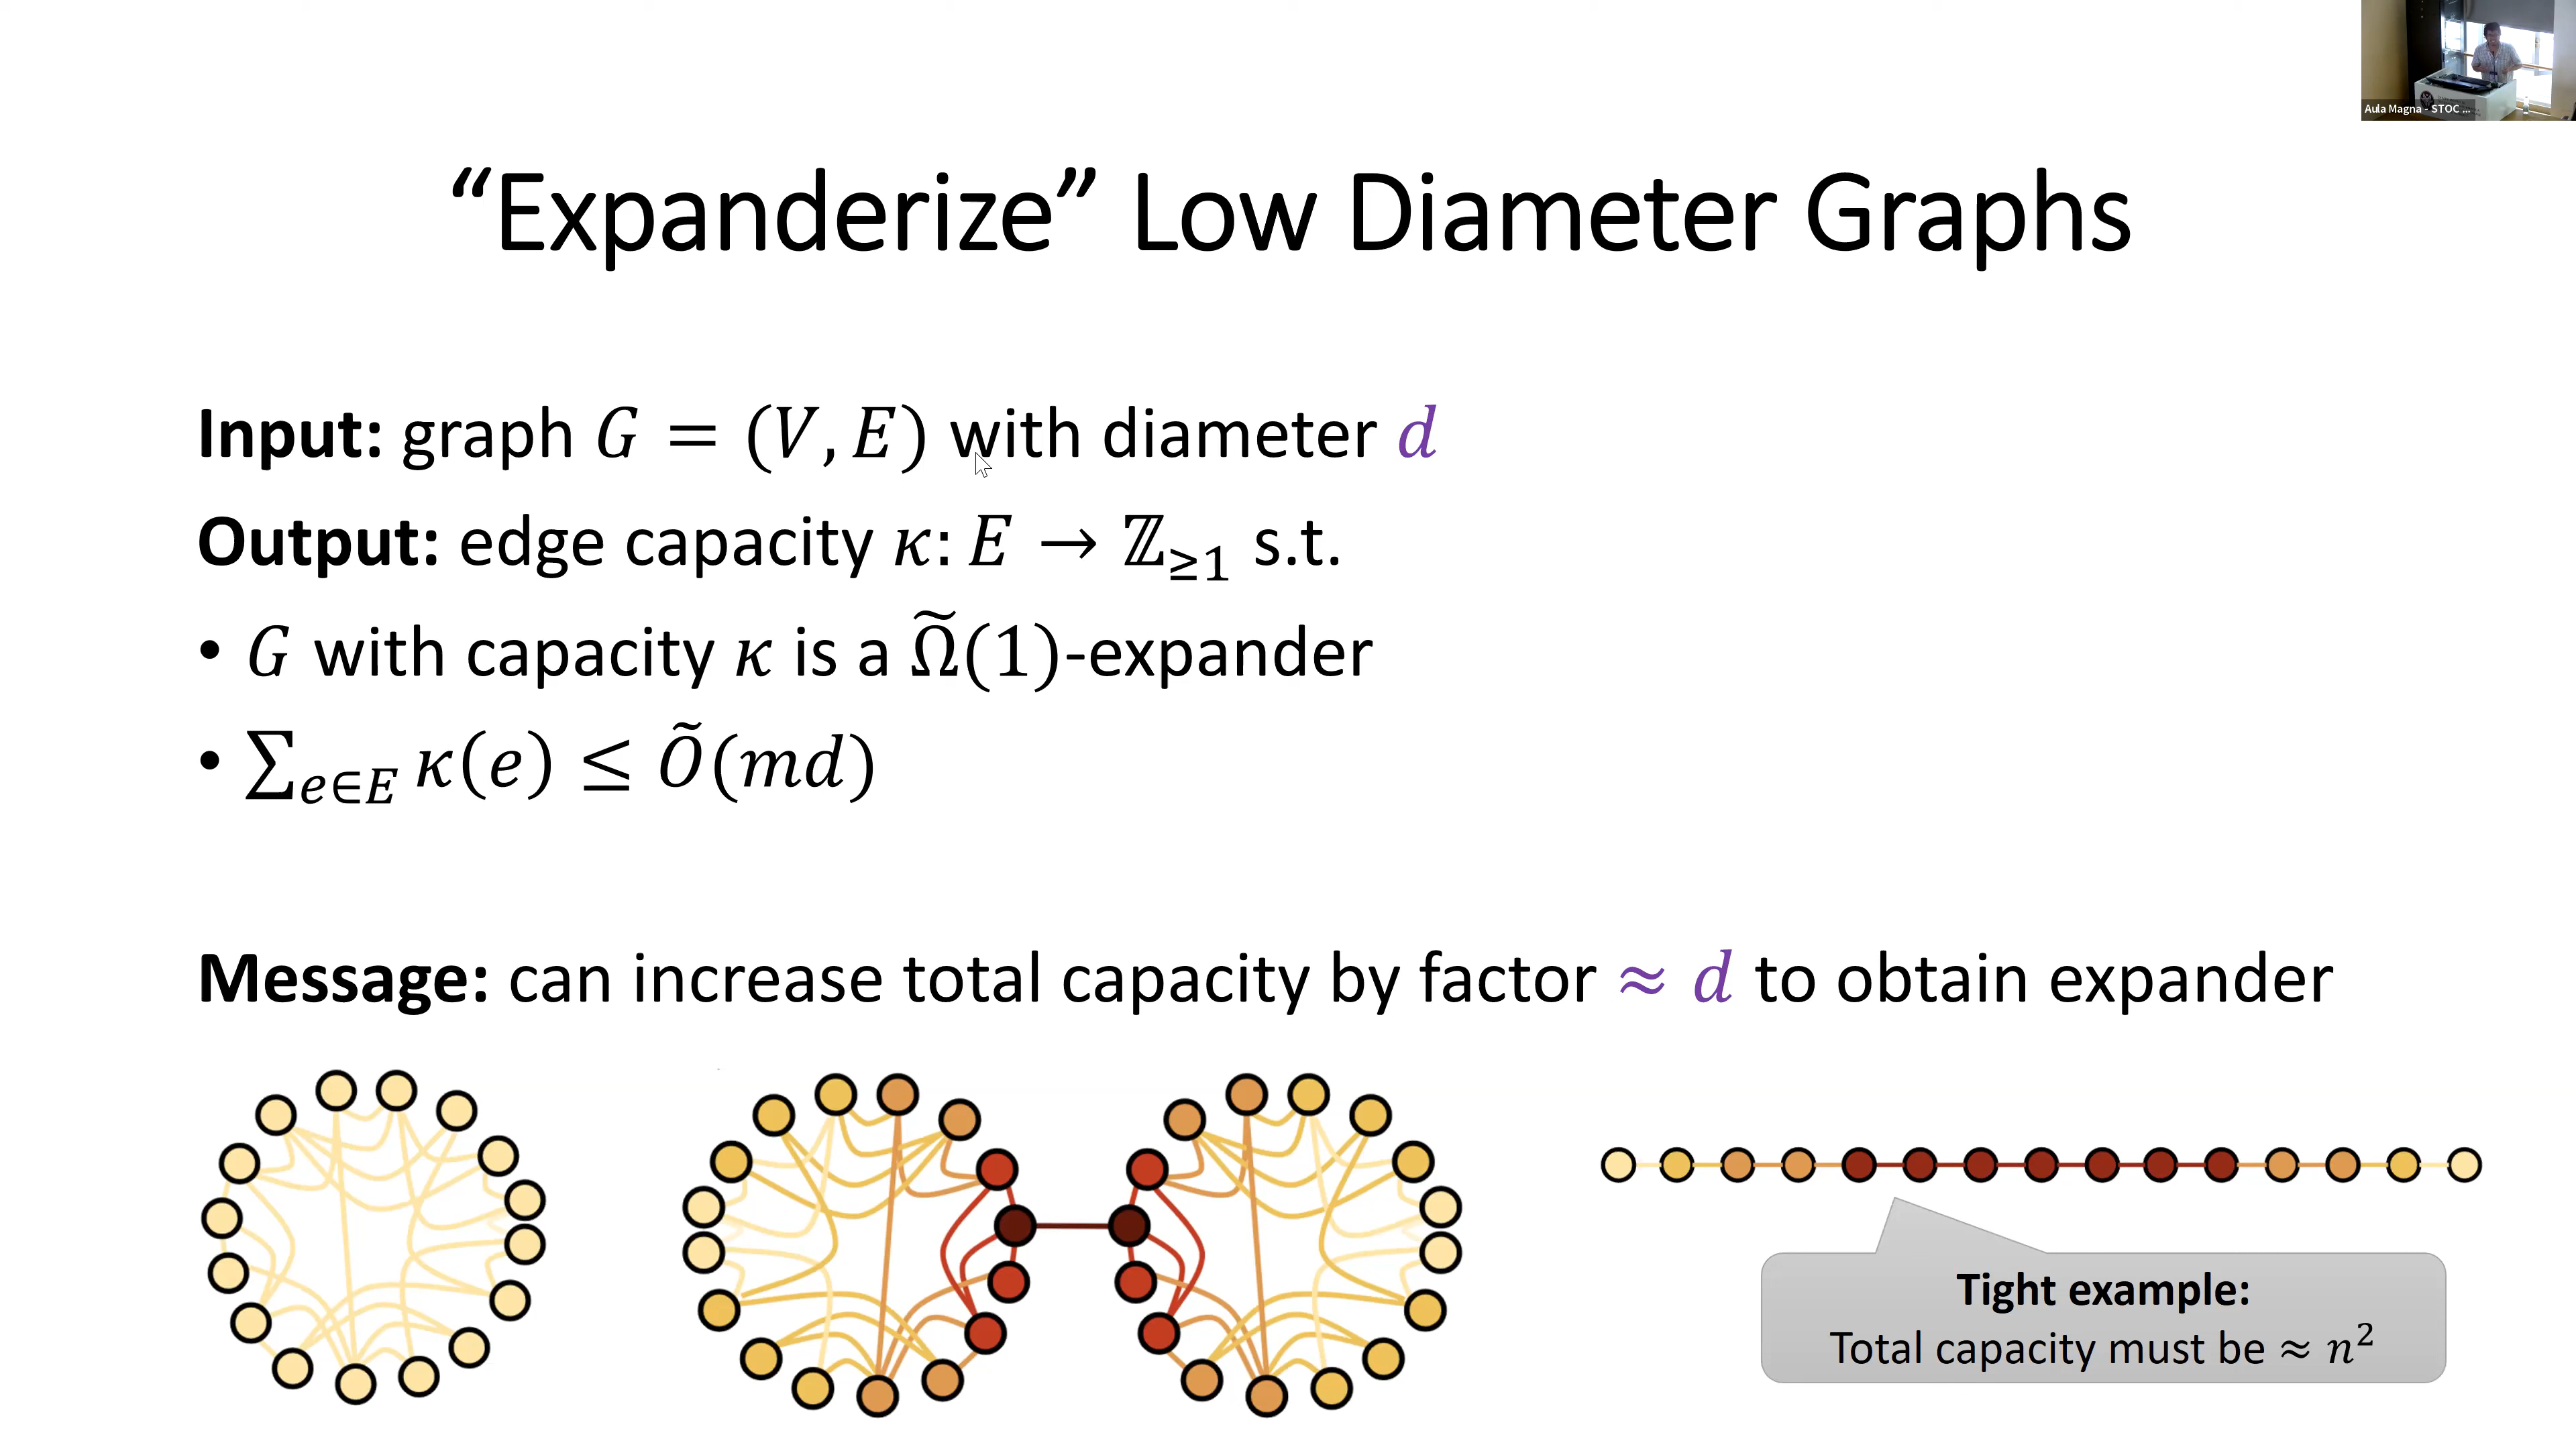 Aula Magna - STOC ...
“Expanderize” Low Diameter Graphs
Input: graph G = (V, E) with diameter d
Output: edge capacity κ: E → ℤ≥1 s.t.
• G with capacity κ is a Ω̃(1)-expander
• ∑e∈E κ(e) ≤ Õ(md)
Message: can increase total capacity by factor ≈ d to obtain expander
Tight example:
Total capacity must be ≈ n²